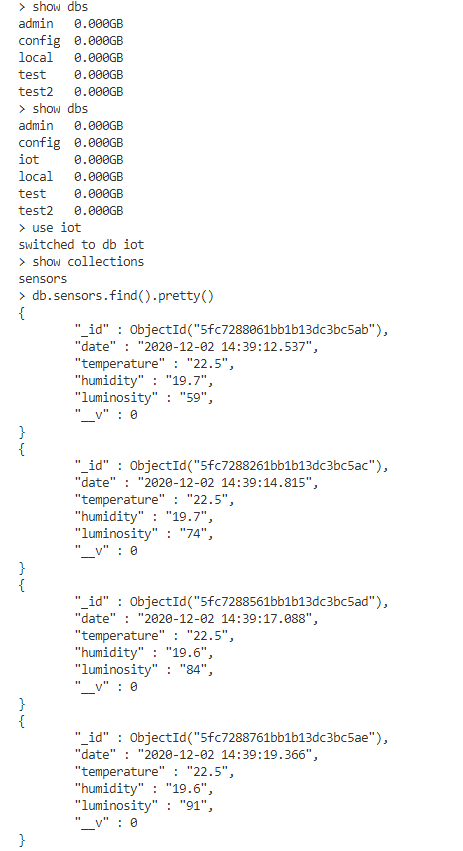 > show dbs
admin   0.000GB
config  0.000GB
local   0.000GB
test    0.000GB
test2   0.000GB
> show dbs
admin   0.000GB
config  0.000GB
iot     0.000GB
local   0.000GB
test    0.000GB
test2   0.000GB
> use iot
switched to db iot
> show collections
sensors
> db.sensors.find().pretty()
{
        "_id" : ObjectId("5fc7288061bb1b13dc3bc5ab"),
        "date" : "2020-12-02 14:39:12.537",
        "temperature" : "22.5",
        "humidity" : "19.7",
        "luminosity" : "59",
        "__v" : 0
}
{
        "_id" : ObjectId("5fc7288261bb1b13dc3bc5ac"),
        "date" : "2020-12-02 14:39:14.815",
        "temperature" : "22.5",
        "humidity" : "19.7",
        "luminosity" : "74",
        "__v" : 0
}
{
        "_id" : ObjectId("5fc7288561bb1b13dc3bc5ad"),
        "date" : "2020-12-02 14:39:17.088",
        "temperature" : "22.5",
        "humidity" : "19.6",
        "luminosity" : "84",
        "__v" : 0
}
{
        "_id" : ObjectId("5fc7288761bb1b13dc3bc5ae"),
        "date" : "2020-12-02 14:39:19.366",
        "temperature" : "22.5",
        "humidity" : "19.6",
        "luminosity" : "91",
        "__v" : 0
}